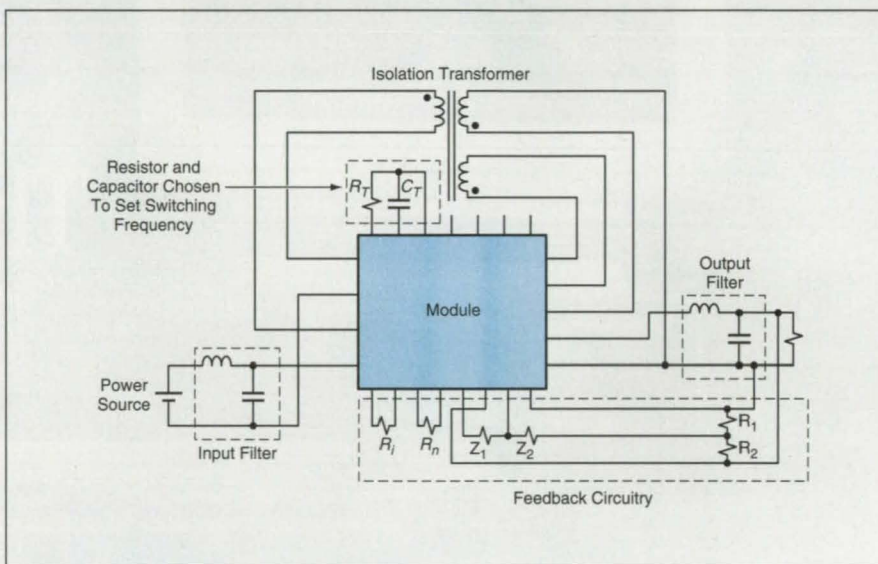 Isolation Transformer
Resistor and
Capacitor Chosen
To Set Switching
Frequency
R_T
C_T
Module
Output
Filter
Power
Source
Input Filter
R_i
R_n
Z_1
Z_2
R_1
R_2
Feedback Circuitry